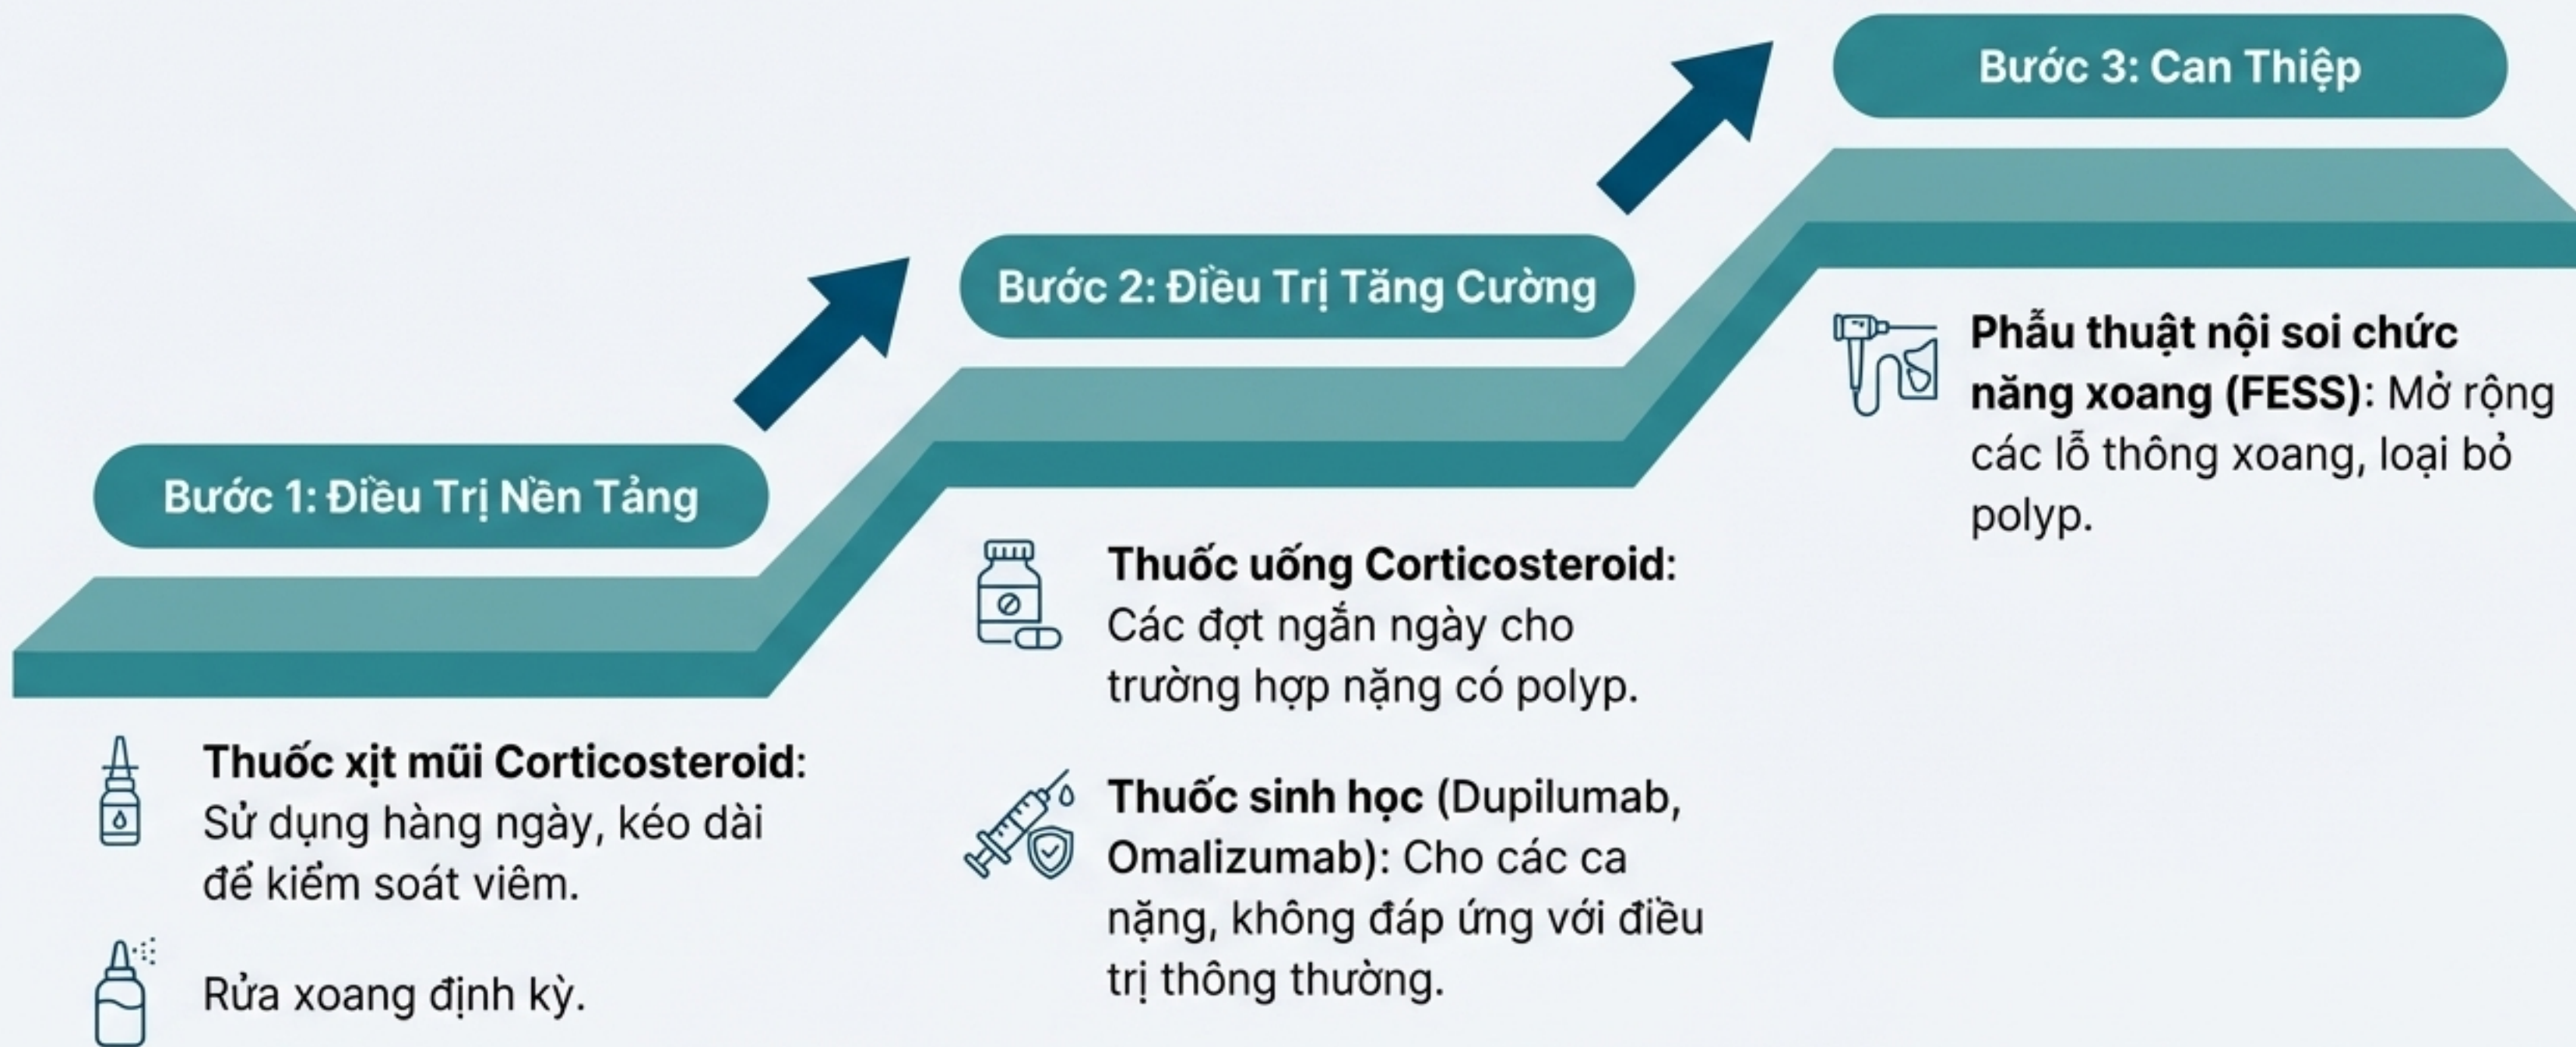 Bước 1: Điều Trị Nền Tảng
Thuốc xịt mũi Corticosteroid:
Sử dụng hàng ngày, kéo dài
để kiểm soát viêm.
Rửa xoang định kỳ.
Bước 2: Điều Trị Tăng Cường
Thuốc uống Corticosteroid:
Các đợt ngắn ngày cho
trường hợp nặng có polyp.
Thuốc sinh học (Dupilumab,
Omalizumab): Cho các ca
nặng, không đáp ứng với điều
trị thông thường.
Bước 3: Can Thiệp
Phẫu thuật nội soi chức
năng xoang (FESS): Mở rộng
các lỗ thông xoang, loại bỏ
polyp.